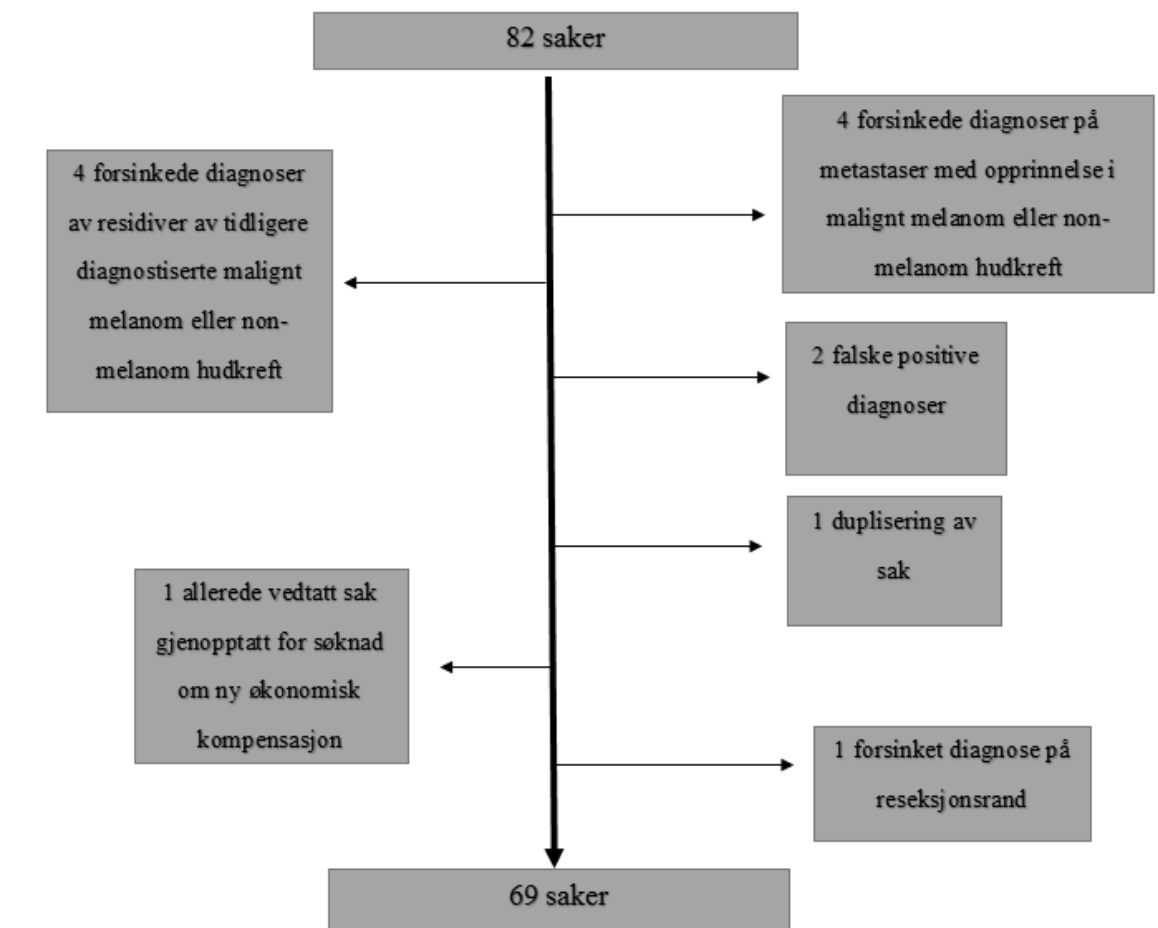 82 saker
4 forsinkede diagnoser på
metastaser med opprinnelse i
malignt melanom eller non-
melanom hudkreft
4 forsinkede diagnoser
av residiver av tidligere
diagnostiserte malignt
melanom eller non-
melanom hudkreft
2 falske positive
diagnoser
1 duplisering av
sak
1 allerede vedtatt sak
gjenopptatt for søknad
om ny økonomisk
kompensasjon
1 forsinket diagnose på
reseksjonsrand
69 saker